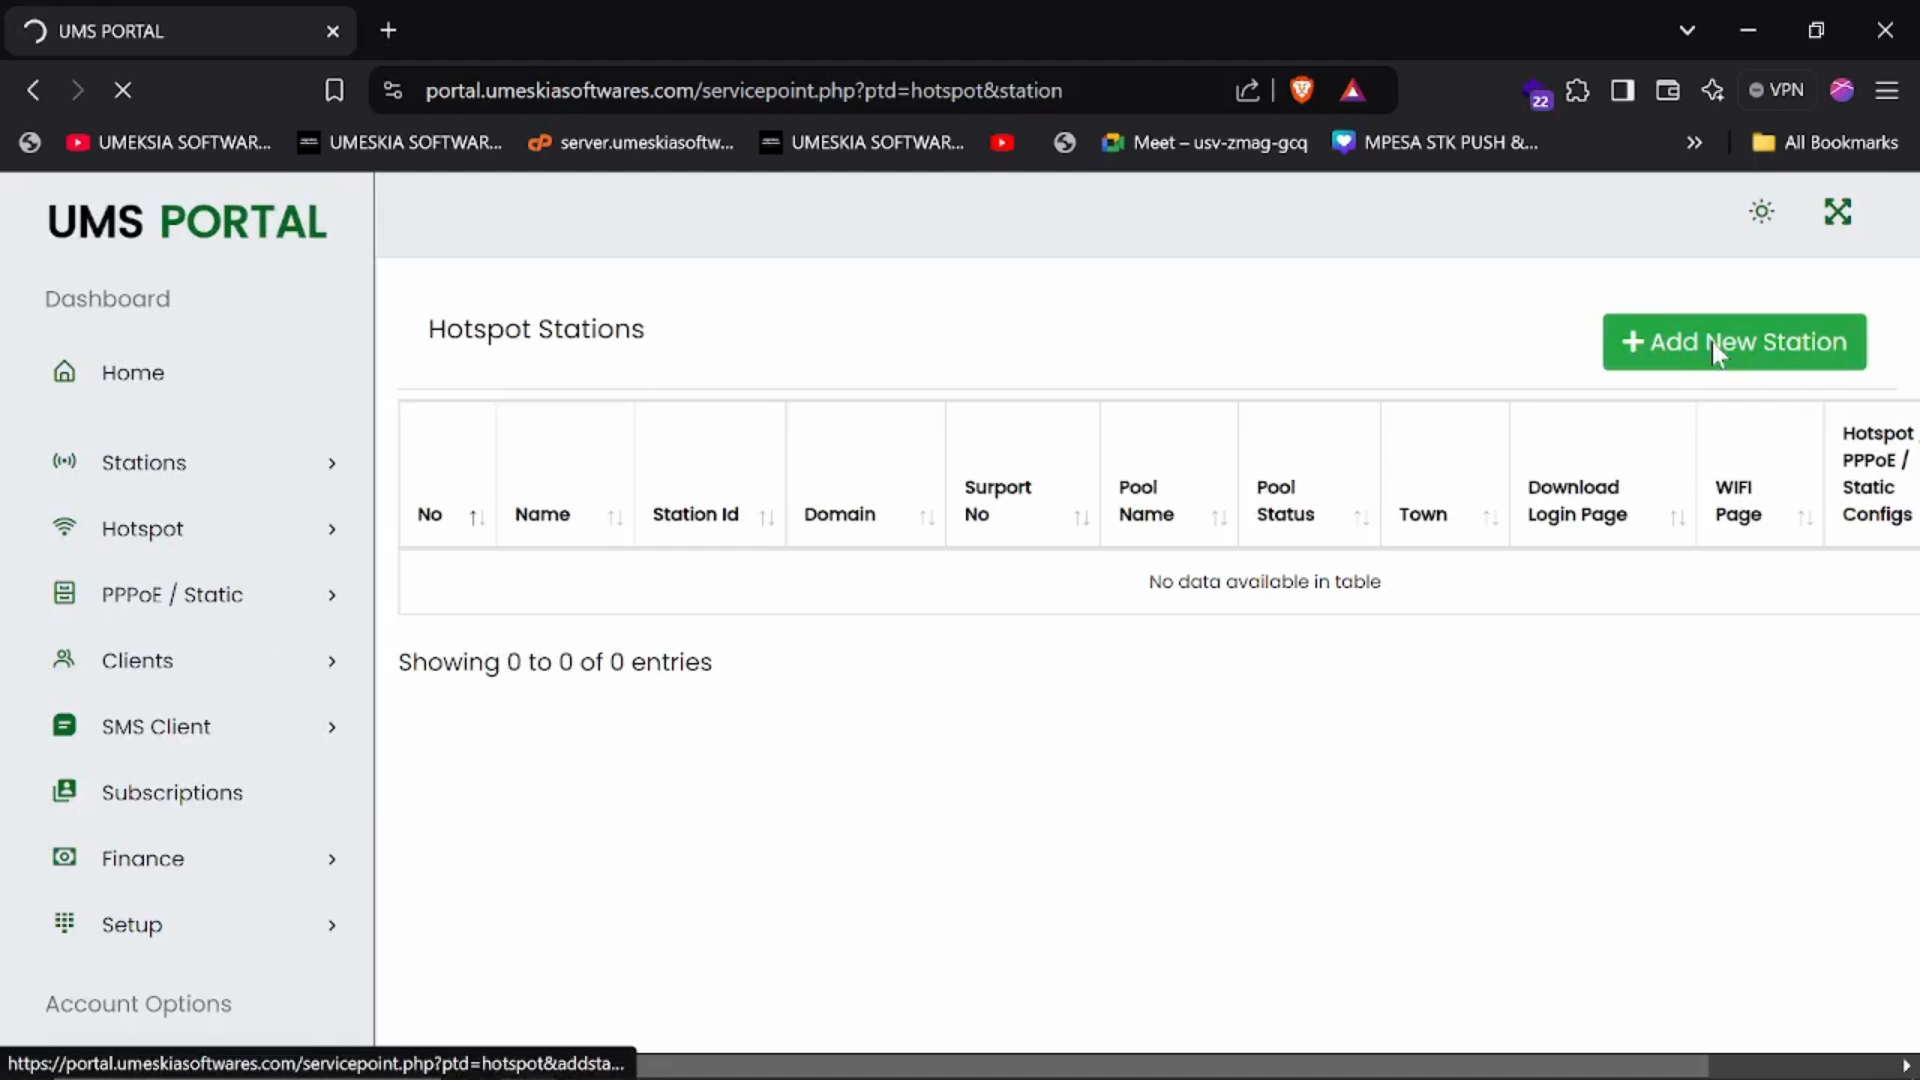 UMS PORTAL
portal.umeskiasoftwares.com/servicepoint.php?ptd=hotspot&station
22
VPN
UMEKSIA SOFTWAR...
UMESKIA SOFTWAR...
server.umeskiasoftw...
UMESKIA SOFTWAR...
Meet – usv-zmag-gcq
MPESA STK PUSH &...
All Bookmarks
UMS PORTAL
Dashboard
Home
Stations
Hotspot
PPPoE / Static
Clients
SMS Client
Subscriptions
Finance
Setup
Account Options
Hotspot Stations
Add New Station
No
Name
Station Id
Domain
Surport
No
Pool
Name
Pool
Status
Town
Download
Login Page
WIFI
Page
Hotspot
PPPoE /
Static
Configs
No data available in table
Showing 0 to 0 of 0 entries
https://portal.umeskiasoftwares.com/servicepoint.php?ptd=hotspot&addsta...